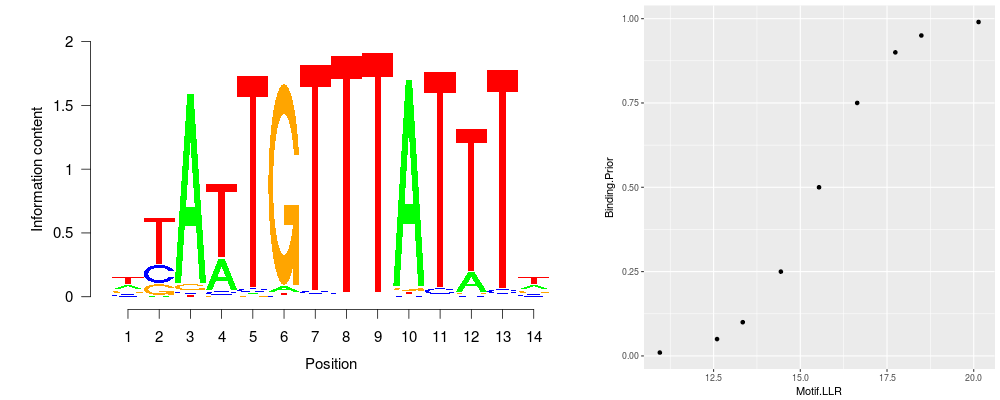 2
1.5
1
0.5
0
Information content
T C G A T A T A T G A T T T A T T A T T A
1 2 3 4 5 6 7 8 9 10 11 12 13 14
Position
1.00
0.75
0.50
0.25
0.00
Binding.Prior
12.5 15.0 17.5 20.0
Motif.LLR